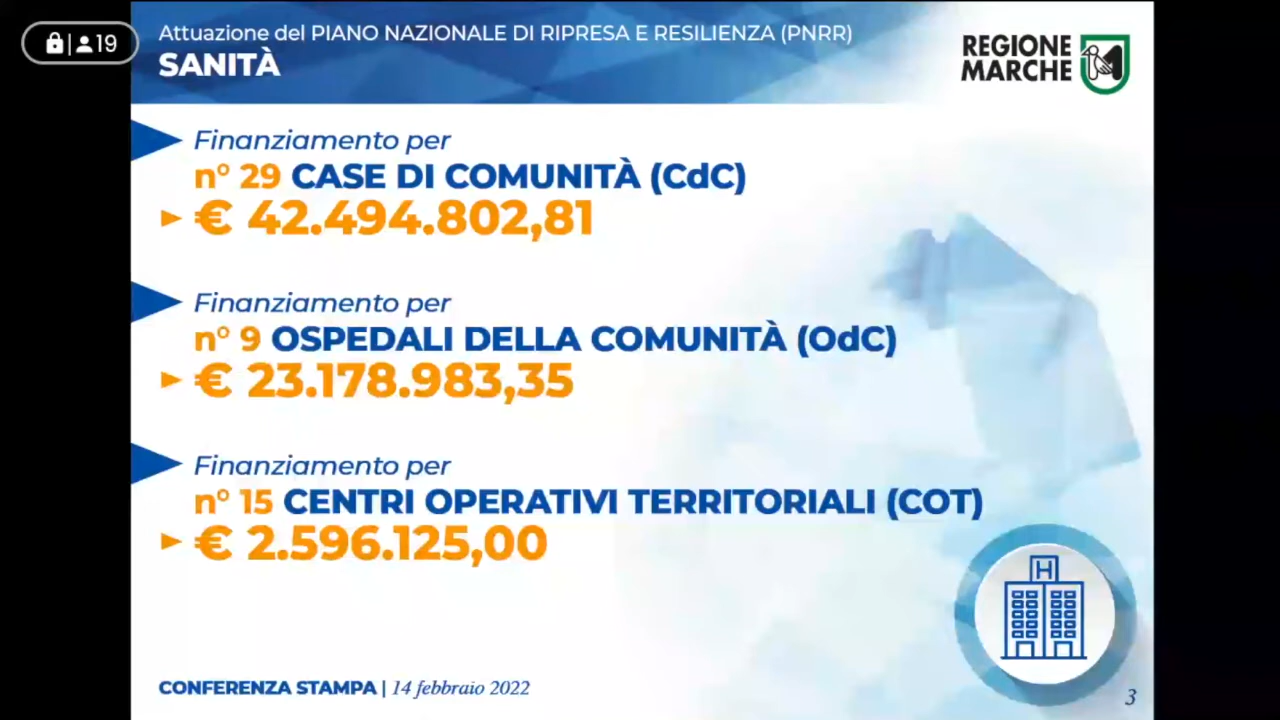 19
Attuazione del PIANO NAZIONALE DI RIPRESA E RESILIENZA (PNRR)
SANITÀ
REGIONE
MARCHE
Finanziamento per
n° 29 CASE DI COMUNITÀ (CdC)
€ 42.494.802,81
Finanziamento per
n° 9 OSPEDALI DELLA COMUNITÀ (OdC)
€ 23.178.983,35
Finanziamento per
n° 15 CENTRI OPERATIVI TERRITORIALI (COT)
€ 2.596.125,00
H
CONFERENZA STAMPA | 14 febbraio 2022
3